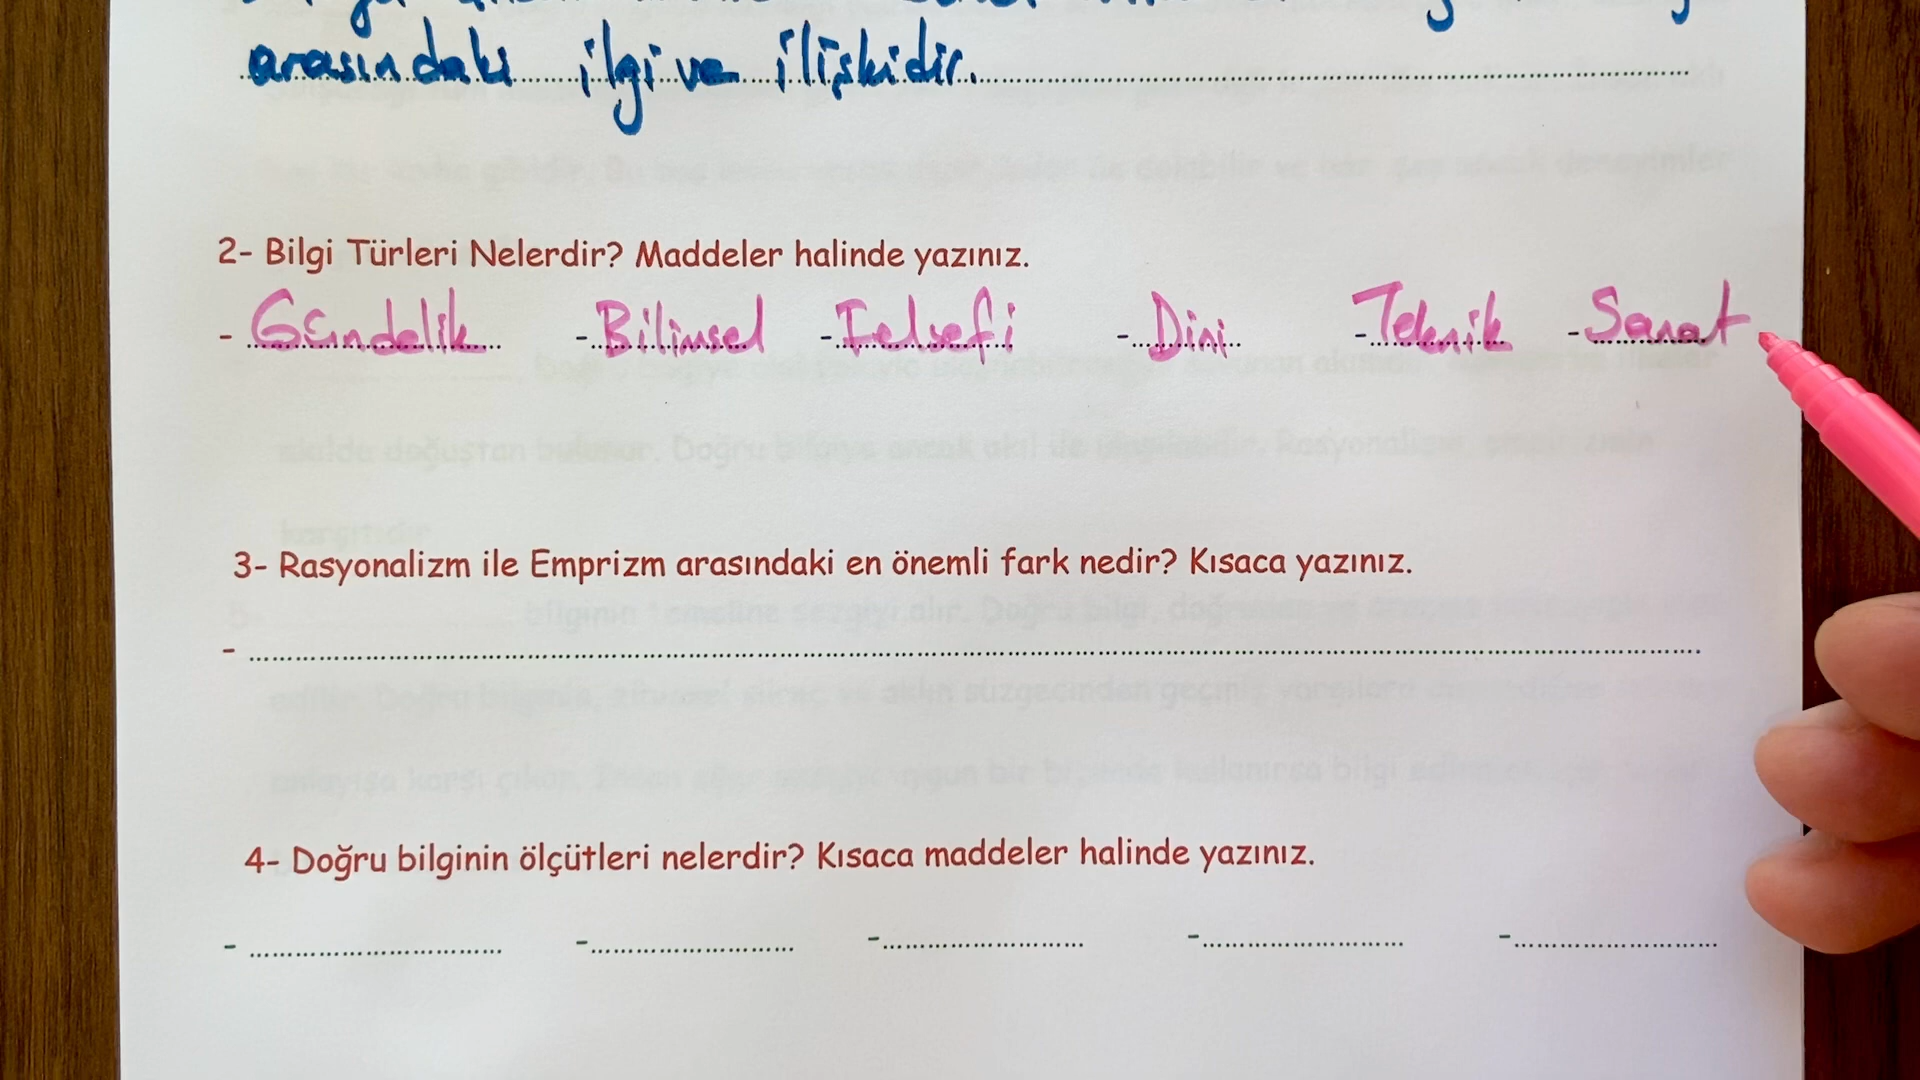 arasındaki ilgi ve ilişkidir.
2- Bilgi Türleri Nelerdir? Maddeler halinde yazınız.
- Gündelik - Bilimsel - Felsefi - Dini - Teknik - Sanat
3- Rasyonalizm ile Emprizm arasındaki en önemli fark nedir? Kısaca yazınız.
-
4- Doğru bilginin ölçütleri nelerdir? Kısaca maddeler halinde yazınız.
- - - - -